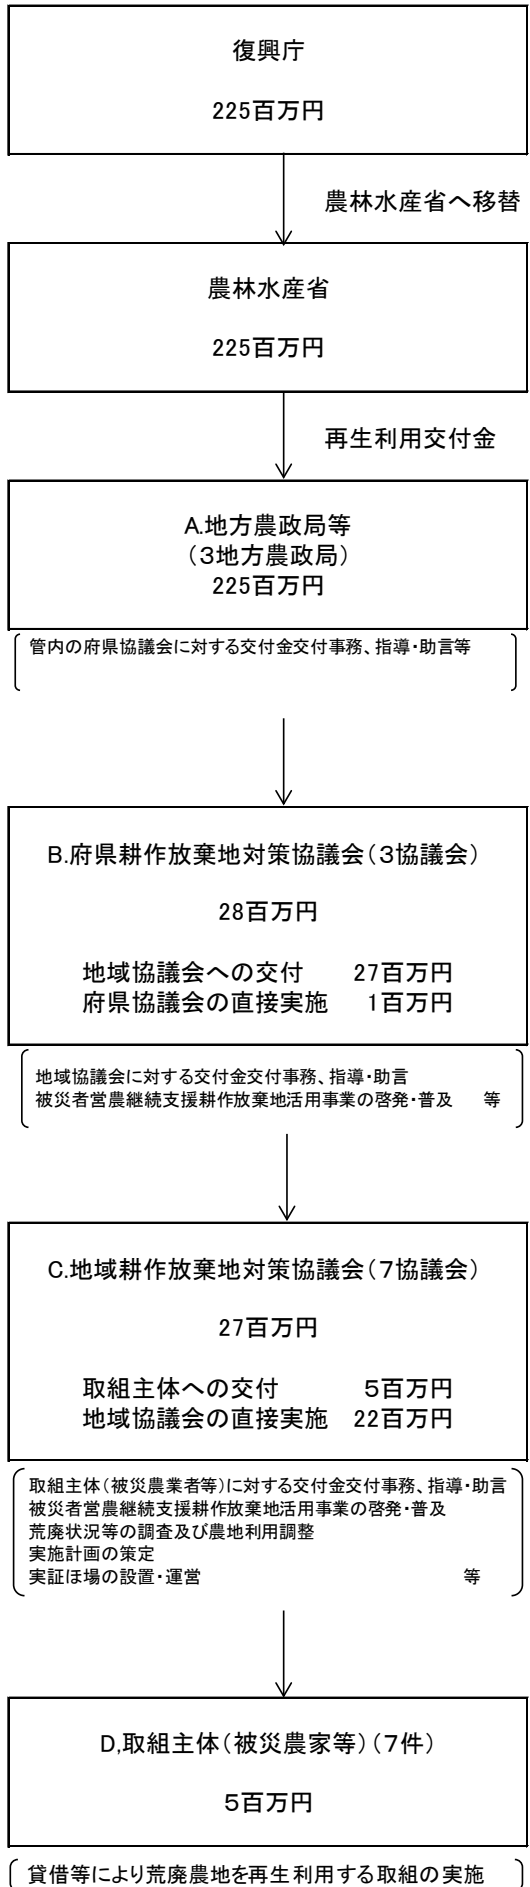 復興庁
225百万円
農林水産省へ移替
農林水産省
225百万円
再生利用交付金
A.地方農政局等
（3地方農政局）
225百万円
管内の府県協議会に対する交付金交付事務、指導・助言等
B.府県耕作放棄地対策協議会（3協議会）
28百万円
地域協議会への交付　27百万円
府県協議会の直接実施　1百万円
地域協議会に対する交付金交付事務、指導・助言
被災者営農継続支援耕作放棄地活用事業の啓発・普及　等
C.地域耕作放棄地対策協議会（7協議会）
27百万円
取組主体への交付　5百万円
地域協議会の直接実施　22百万円
取組主体（被災農業者等）に対する交付金交付事務、指導・助言
被災者営農継続支援耕作放棄地活用事業の啓発・普及
荒廃状況等の調査及び農地利用調整
実施計画の策定
実証ほ場の設置・運営　等
D,取組主体（被災農家等）（7件）
5百万円
貸借等により荒廃農地を再生利用する取組の実施